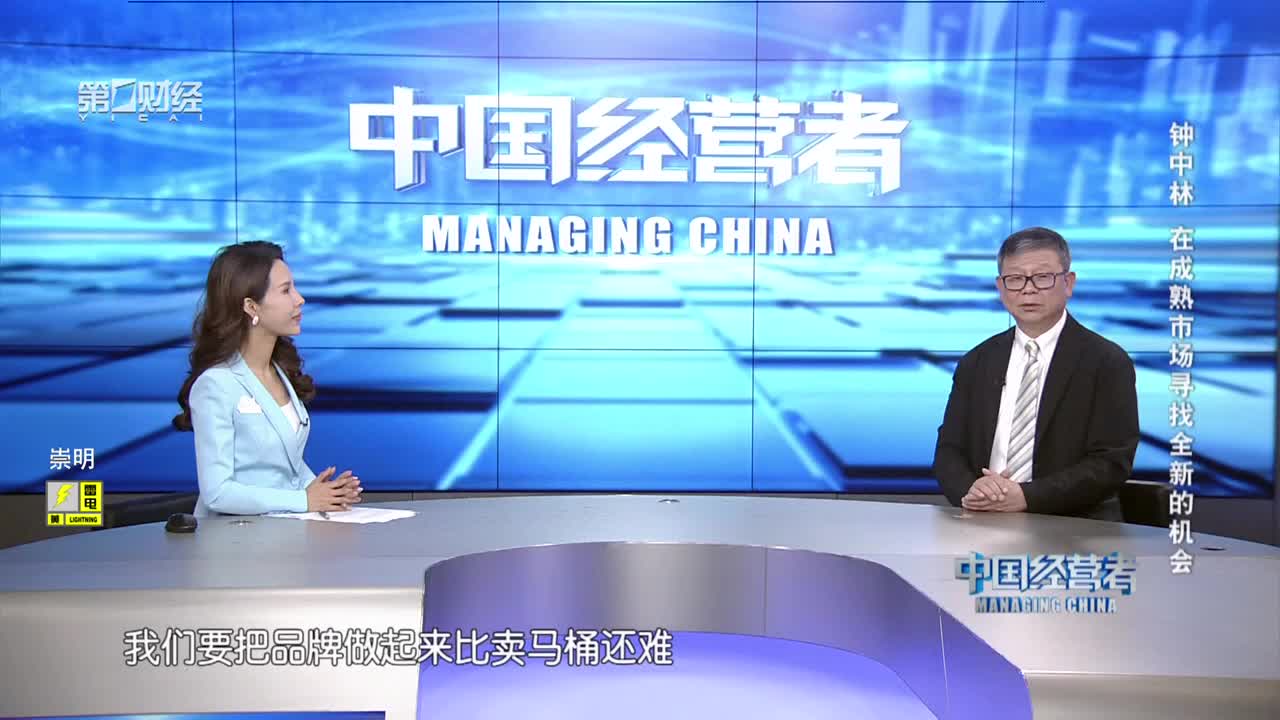 第一财经
YICAI
中国经营者
MANAGING CHINA
钟中林 在成熟市场寻找全新的机会
崇明
雷电
黄 LIGHTNING
中国经营者
MANAGING CHINA
我们要把品牌做起来比卖马桶还难